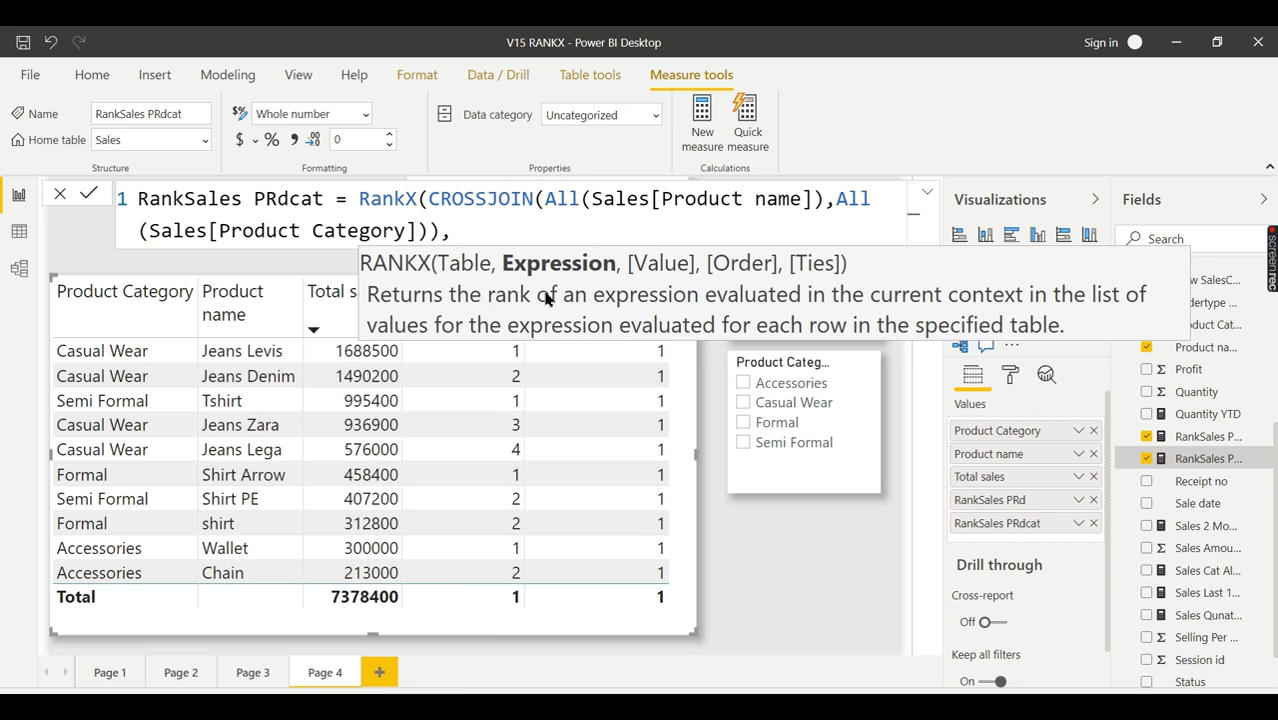 V15 RANKX - Power BI Desktop
Sign in
File Home Insert Modeling View Help Format Data / Drill Table tools Measure tools
Name RankSales PRdcat
Home table Sales
Structure
Whole number
$ % 9 .00 0
Formatting
Data category Uncategorized
Properties
New measure
Quick measure
Calculations
1 RankSales PRdcat = RankX(CROSSJOIN(All(Sales[Product name]),All
(Sales[Product Category])),
RANKX(Table, Expression, [Value], [Order], [Ties])
Returns the rank of an expression evaluated in the current context in the list of
values for the expression evaluated for each row in the specified table.
Product Category Product name Total s
Casual Wear Jeans Levis 1688500 1 1
Casual Wear Jeans Denim 1490200 2 1
Semi Formal Tshirt 995400 1 1
Casual Wear Jeans Zara 936900 3 1
Casual Wear Jeans Lega 576000 4 1
Formal Shirt Arrow 458400 1 1
Semi Formal Shirt PE 407200 2 1
Formal shirt 312800 2 1
Accessories Wallet 300000 1 1
Accessories Chain 213000 2 1
Total 7378400 1 1
Product Categ...
Accessories
Casual Wear
Formal
Semi Formal
Visualizations
Values
Product Category
Product name
Total sales
RankSales PRd
RankSales PRdcat
Drill through
Cross-report
Off
Keep all filters
On
Fields
Search
w SalesC...
dertype ...
duct Cat...
Product na...
Profit
Quantity
Quantity YTD
RankSales P...
RankSales P...
Receipt no
Sale date
Sales 2 Mo...
Sales Amou...
Sales Cat Al...
Sales Last 1...
Sales Qunat...
Selling Per ...
Session id
Status
screenrec
Page 1 Page 2 Page 3 Page 4 +